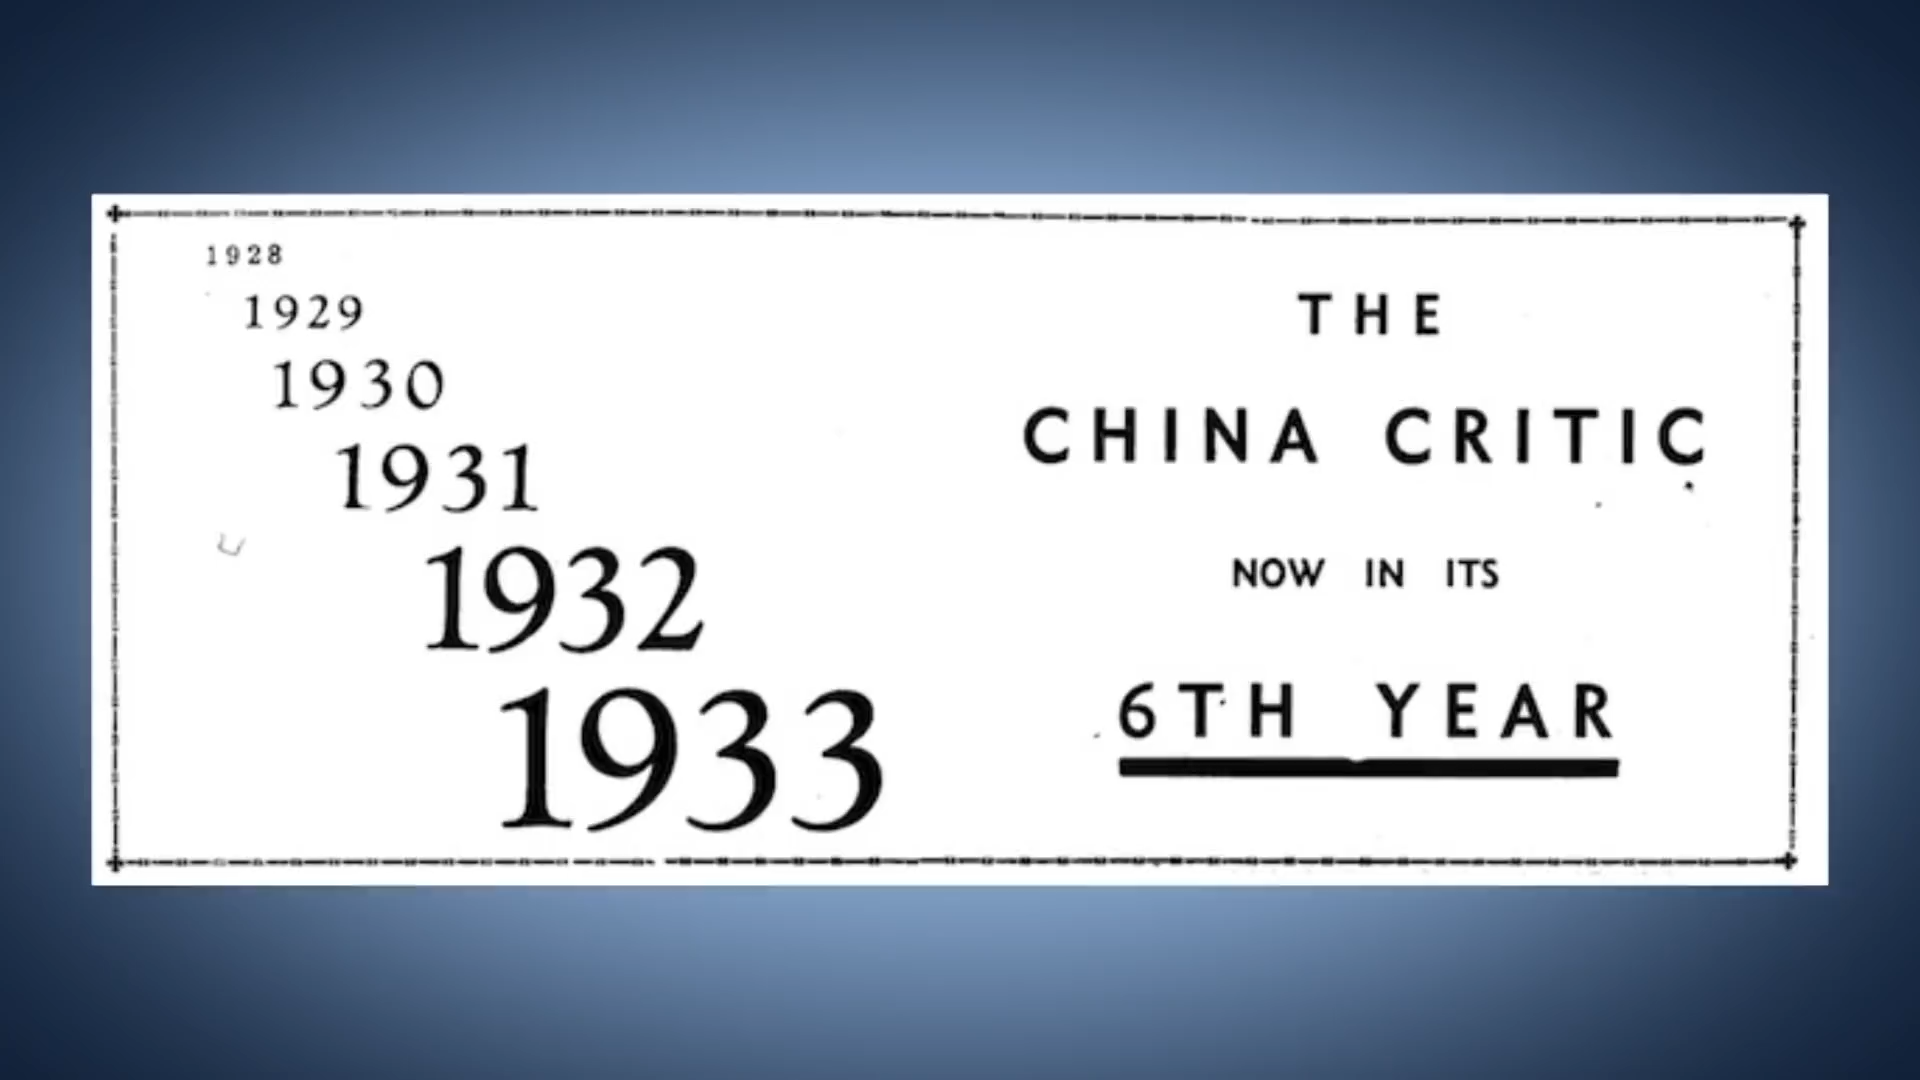 1928
1929
1930
1931
1932
1933
THE
CHINA CRITIC
NOW IN ITS
6TH YEAR